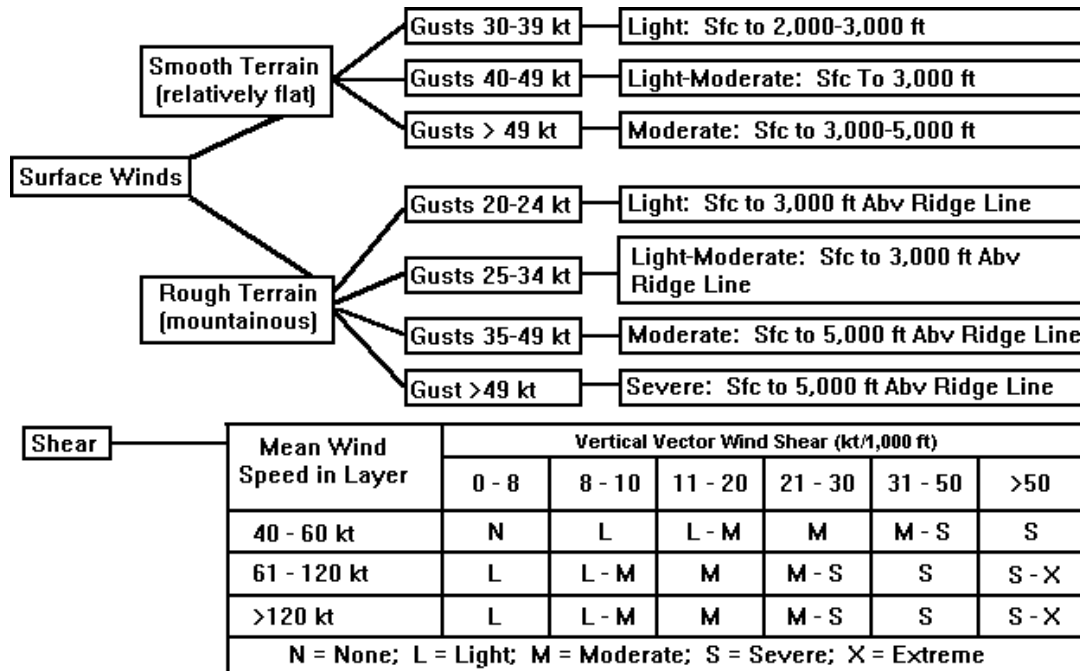 Gusts 30-39 kt Light: Sfc to 2,000-3,000 ft
Smooth Terrain
(relatively flat)
Gusts 40-49 kt Light-Moderate: Sfc To 3,000 ft
Gusts > 49 kt Moderate: Sfc to 3,000-5,000 ft
Surface Winds
Gusts 20-24 kt Light: Sfc to 3,000 ft Abv Ridge Line
Rough Terrain
(mountainous)
Gusts 25-34 kt Light-Moderate: Sfc to 3,000 ft Abv
Ridge Line
Gusts 35-49 kt Moderate: Sfc to 5,000 ft Abv Ridge Line
Gust >49 kt Severe: Sfc to 5,000 ft Abv Ridge Line
Shear
Mean Wind
Speed in Layer
Vertical Vector Wind Shear (kt/1,000 ft)
0 - 8 8 - 10 11 - 20 21 - 30 31 - 50 >50
40 - 60 kt N L L - M M M - S S
61 - 120 kt L L - M M M - S S S - X
>120 kt L L - M M M - S S S - X
N = None; L = Light; M = Moderate; S = Severe; X = Extreme